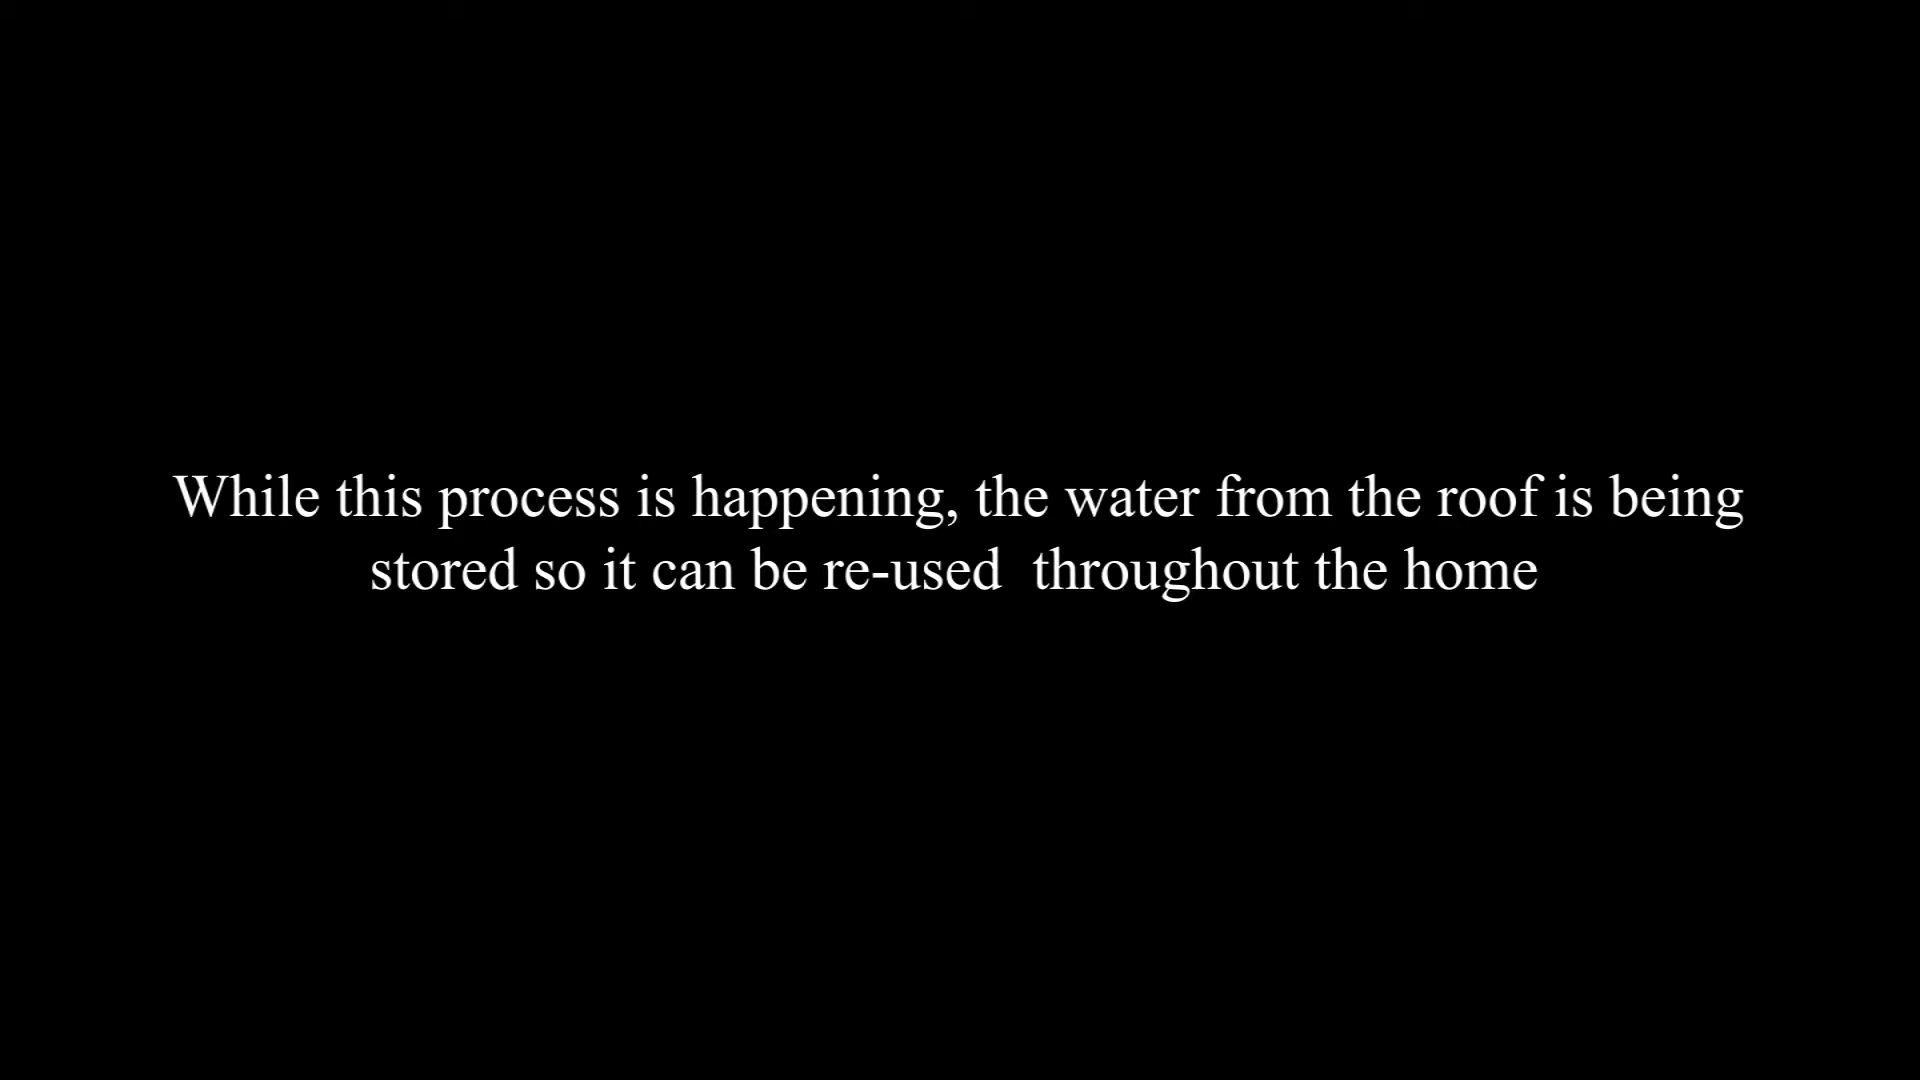 While this process is happening, the water from the roof is being
stored so it can be re-used  throughout the home